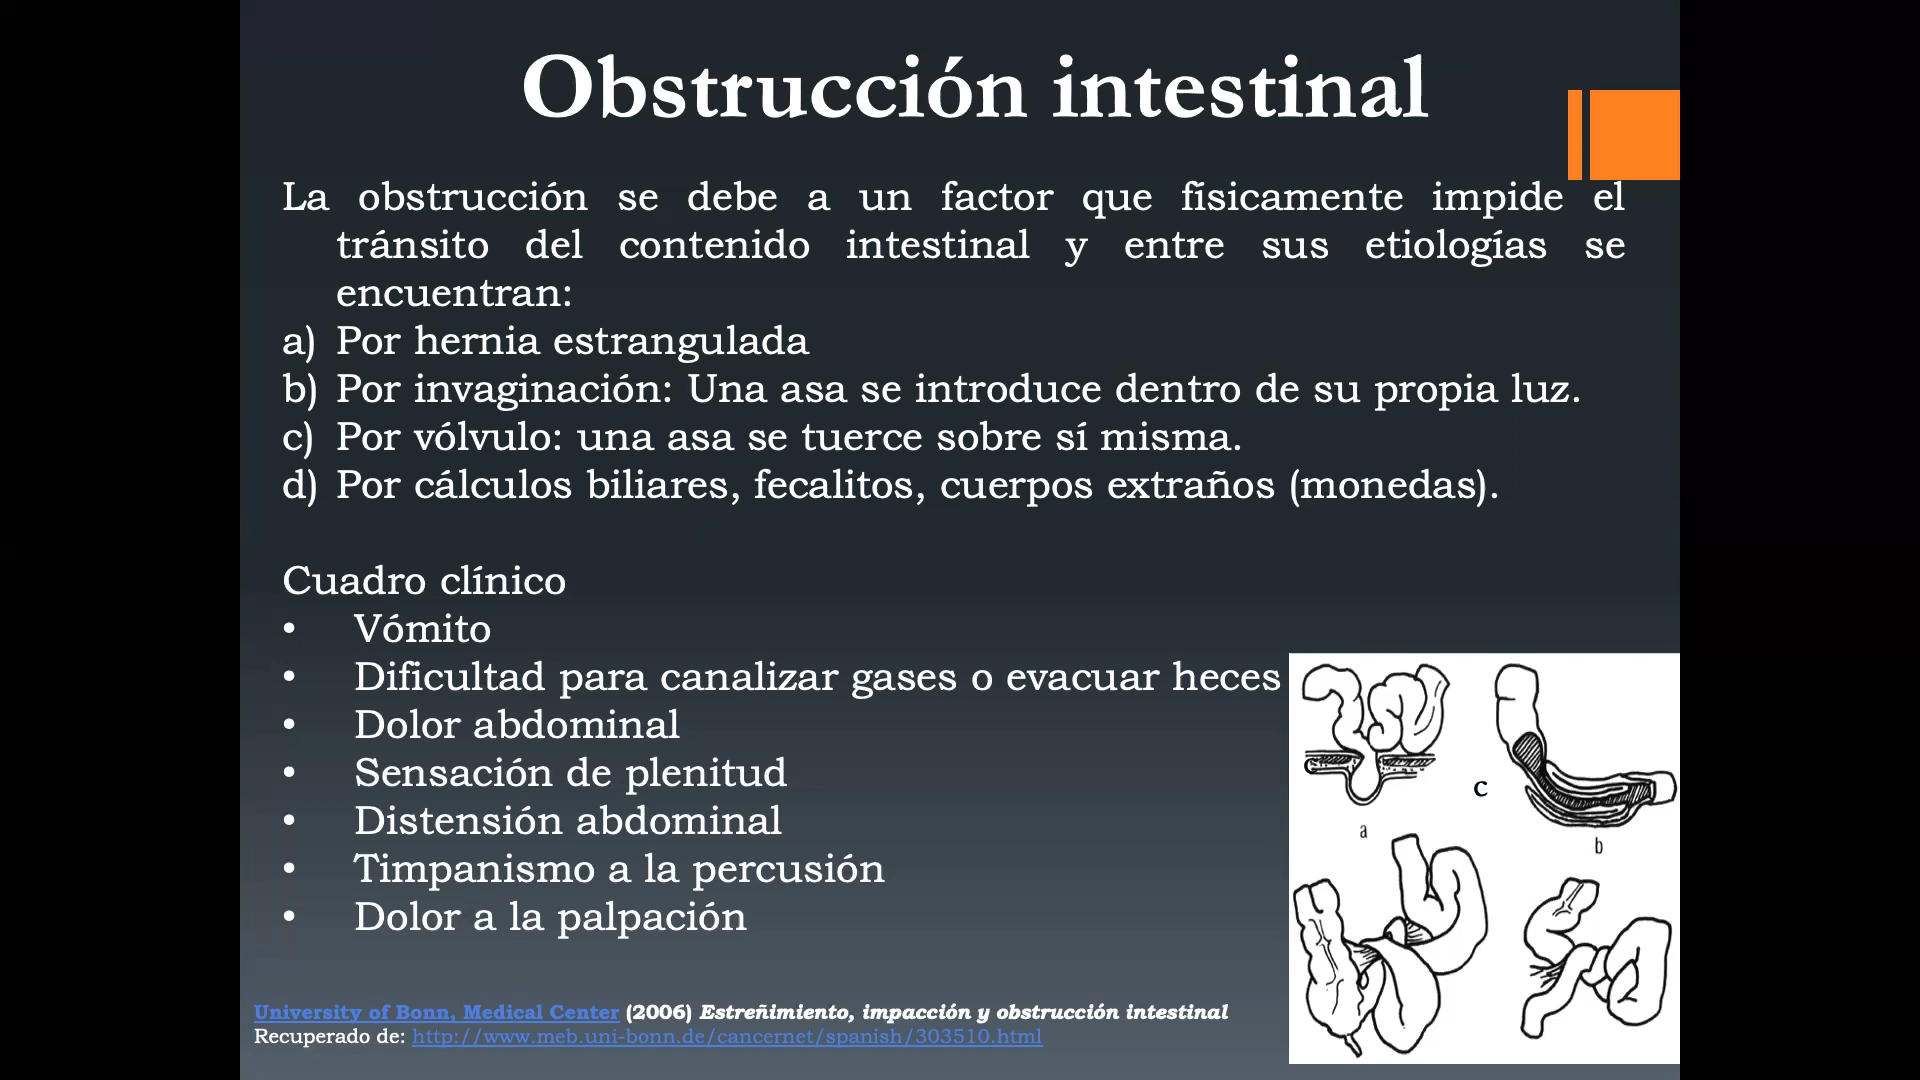 Obstrucción intestinal
La obstrucción se debe a un factor que físicamente impide el
tránsito del contenido intestinal y entre sus etiologías se
encuentran:
a) Por hernia estrangulada
b) Por invaginación: Una asa se introduce dentro de su propia luz.
c) Por vólvulo: una asa se tuerce sobre sí misma.
d) Por cálculos biliares, fecalitos, cuerpos extraños (monedas).
Cuadro clínico
• Vómito
• Dificultad para canalizar gases o evacuar heces
• Dolor abdominal
• Sensación de plenitud
• Distensión abdominal
• Timpanismo a la percusión
• Dolor a la palpación
c
a
b
University of Bonn, Medical Center (2006) Estreñimiento, impacción y obstrucción intestinal
Recuperado de: http://www.meb.uni-bonn.de/cancernet/spanish/303510.html